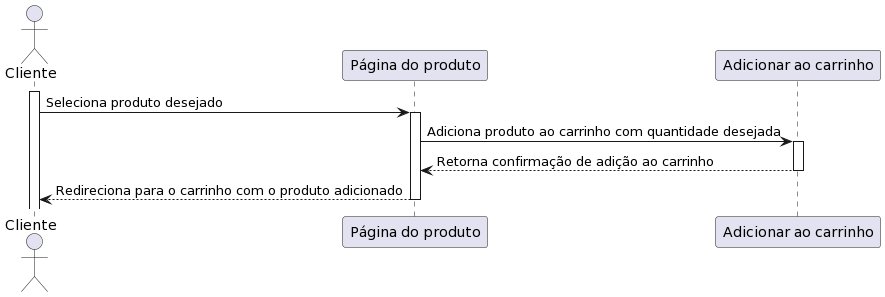 Cliente
Página do produto
Adicionar ao carrinho
Seleciona produto desejado
Adiciona produto ao carrinho com quantidade desejada
Retorna confirmação de adição ao carrinho
Redireciona para o carrinho com o produto adicionado
Cliente
Página do produto
Adicionar ao carrinho